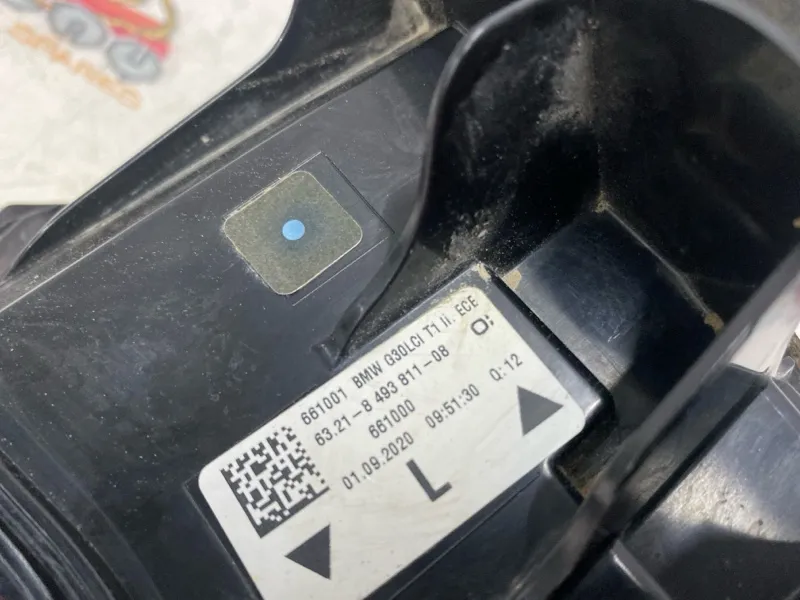 661001 BMW G30LCI T1 li. ECE
63.21-8 493 811-08 O:
661000
01.09.2020 09:51:30 Q:12
L